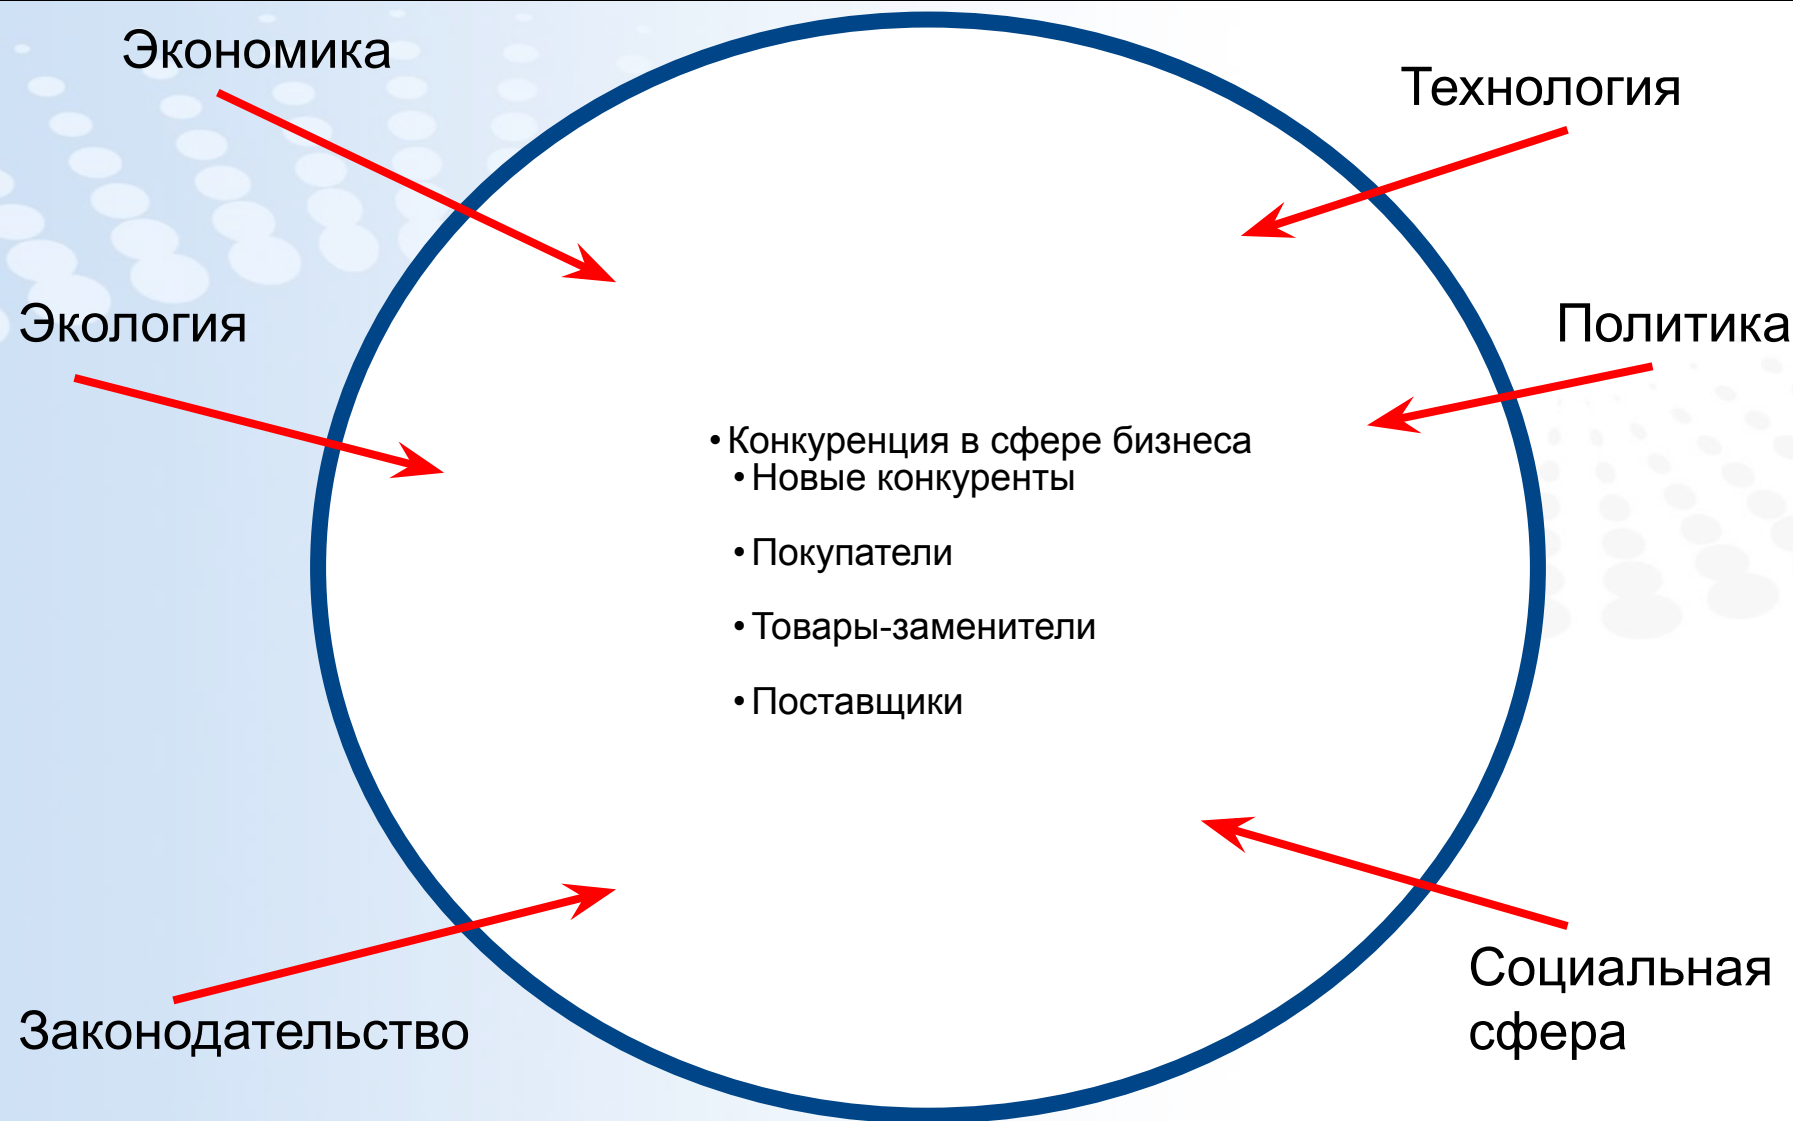 Экономика
Технология
Экология
Политика
• Конкуренция в сфере бизнеса
• Новые конкуренты
• Покупатели
• Товары-заменители
• Поставщики
Законодательство
Социальная
сфера